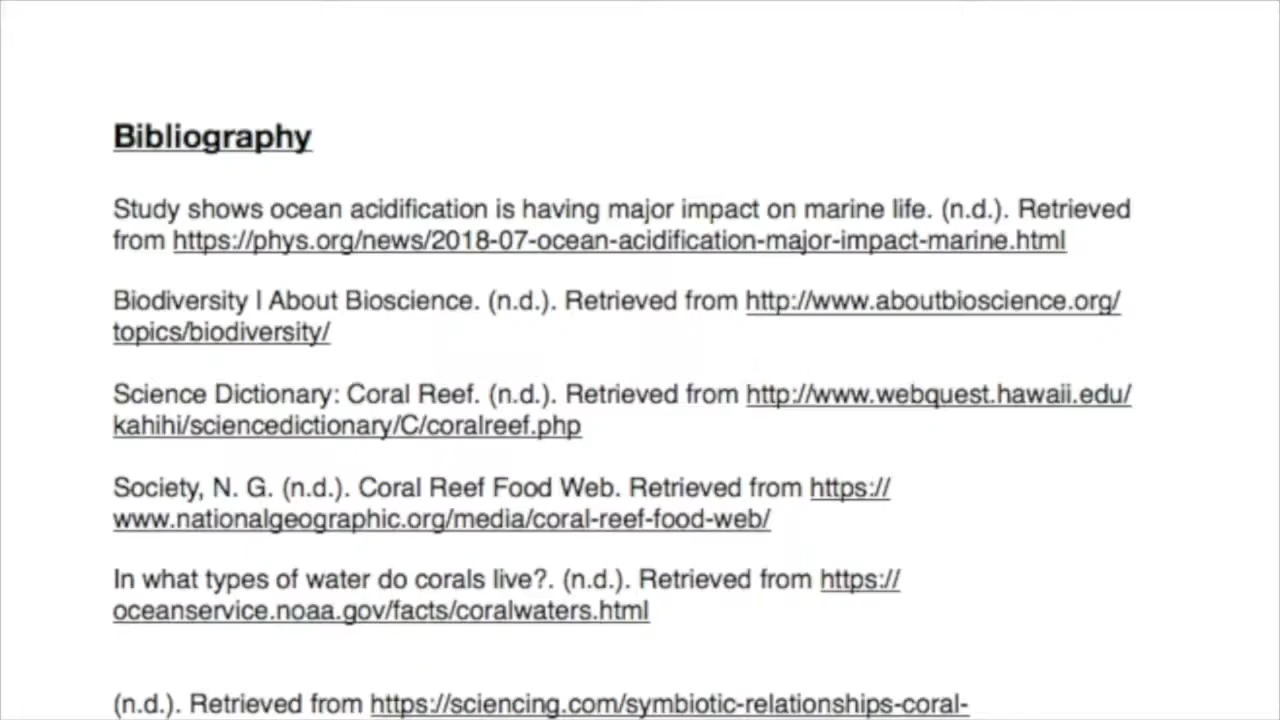 Bibliography
Study shows ocean acidification is having major impact on marine life. (n.d.). Retrieved
from https://phys.org/news/2018-07-ocean-acidification-major-impact-marine.html
Biodiversity | About Bioscience. (n.d.). Retrieved from http://www.aboutbioscience.org/
topics/biodiversity/
Science Dictionary: Coral Reef. (n.d.). Retrieved from http://www.webquest.hawaii.edu/
kahihi/sciencedictionary/C/coralreef.php
Society, N. G. (n.d.). Coral Reef Food Web. Retrieved from https://
www.nationalgeographic.org/media/coral-reef-food-web/
In what types of water do corals live?. (n.d.). Retrieved from https://
oceanservice.noaa.gov/facts/coralwaters.html
(n.d.). Retrieved from https://sciencing.com/symbiotic-relationships-coral-